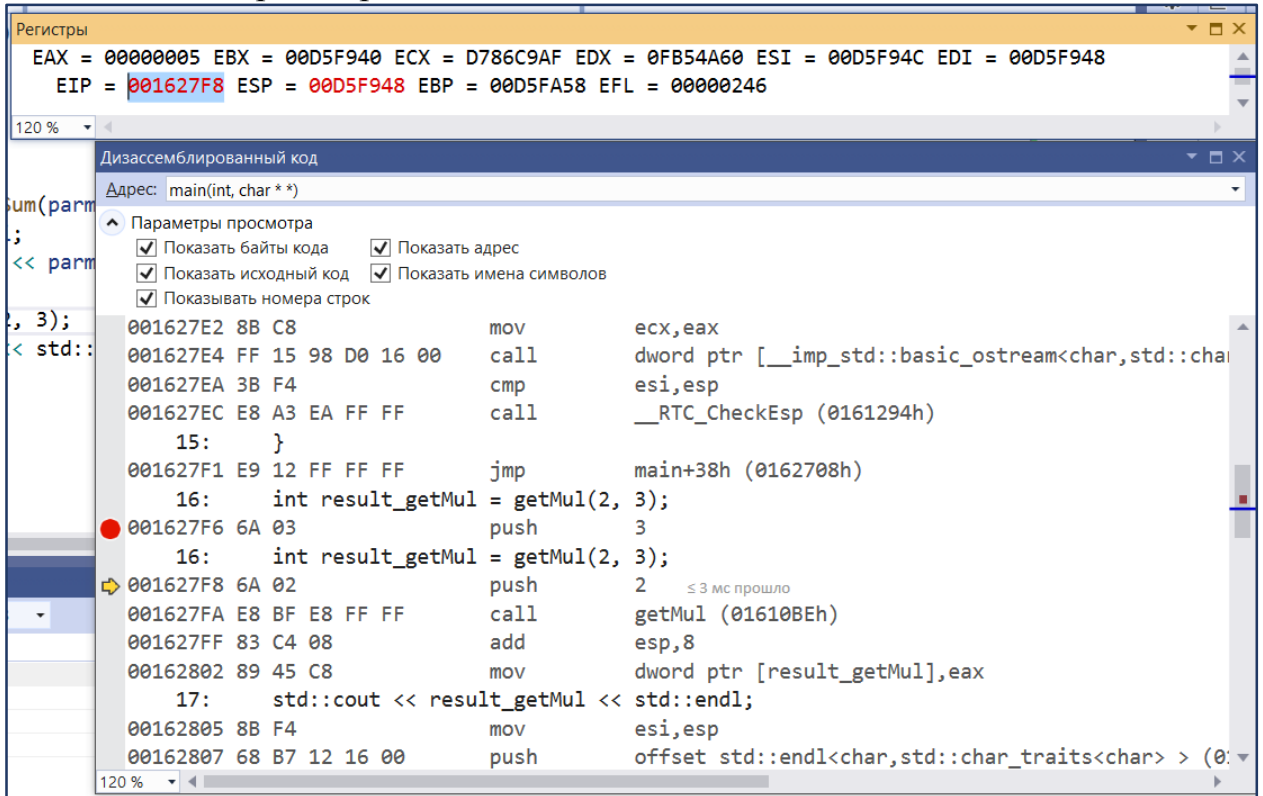 Регистры
EAX = 00000005 EBX = 00D5F940 ECX = D786C9AF EDX = 0FB54A60 ESI = 00D5F94C EDI = 00D5F948
EIP = 001627F8 ESP = 00D5F948 EBP = 00D5FA58 EFL = 00000246
120 %
Дизассемблированный код
Адрес: main(int, char * *)
Sum(parm
;
<< parm
, 3);
< std::
Параметры просмотра
Показать байты кода Показать адрес
Показать исходный код Показать имена символов
Показывать номера строк
001627E2 8B C8 mov ecx,eax
001627E4 FF 15 98 D0 16 00 call dword ptr [__imp_std::basic_ostream<char,std::char
001627EA 3B F4 cmp esi,esp
001627EC E8 A3 EA FF FF call __RTC_CheckEsp (0161294h)
15: }
001627F1 E9 12 FF FF FF jmp main+38h (0162708h)
16: int result_getMul = getMul(2, 3);
001627F6 6A 03 push 3
16: int result_getMul = getMul(2, 3);
001627F8 6A 02 push 2 ≤ 3 мс прошло
001627FA E8 BF E8 FF FF call getMul (01610BEh)
001627FF 83 C4 08 add esp,8
00162802 89 45 C8 mov dword ptr [result_getMul],eax
17: std::cout << result_getMul << std::endl;
00162805 8B F4 mov esi,esp
00162807 68 B7 12 16 00 push offset std::endl<char,std::char_traits<char> > (0
120 %